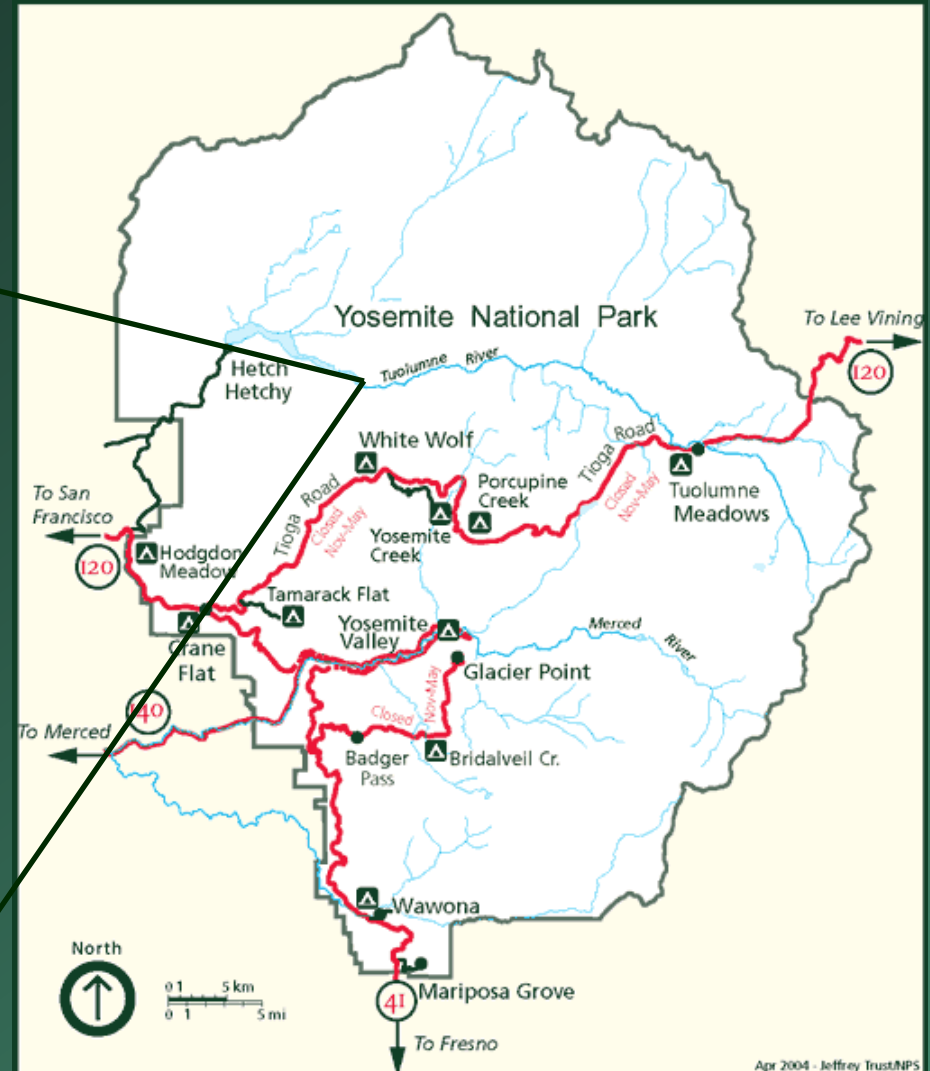 Yosemite National Park
To Lee Vining
120
Tuolumne River
Hetch
Hetchy
White Wolf
Tioga Road
Closed
Nov-May
Porcupine
Creek
Tioga Road
Closed
Nov-May
Tuolumne
Meadows
To San
Francisco
120
Hodgdon
Meadow
Yosemite
Creek
Tamarack Flat
Yosemite
Valley
Merced River
Crane
Flat
Glacier Point
Closed
Nov-May
140
To Merced
Badger
Pass
Bridalveil Cr.
Wawona
North
0 1 5 km
0 1 5 mi
41
Mariposa Grove
To Fresno
Apr 2004 - Jeffrey Trust/NPS